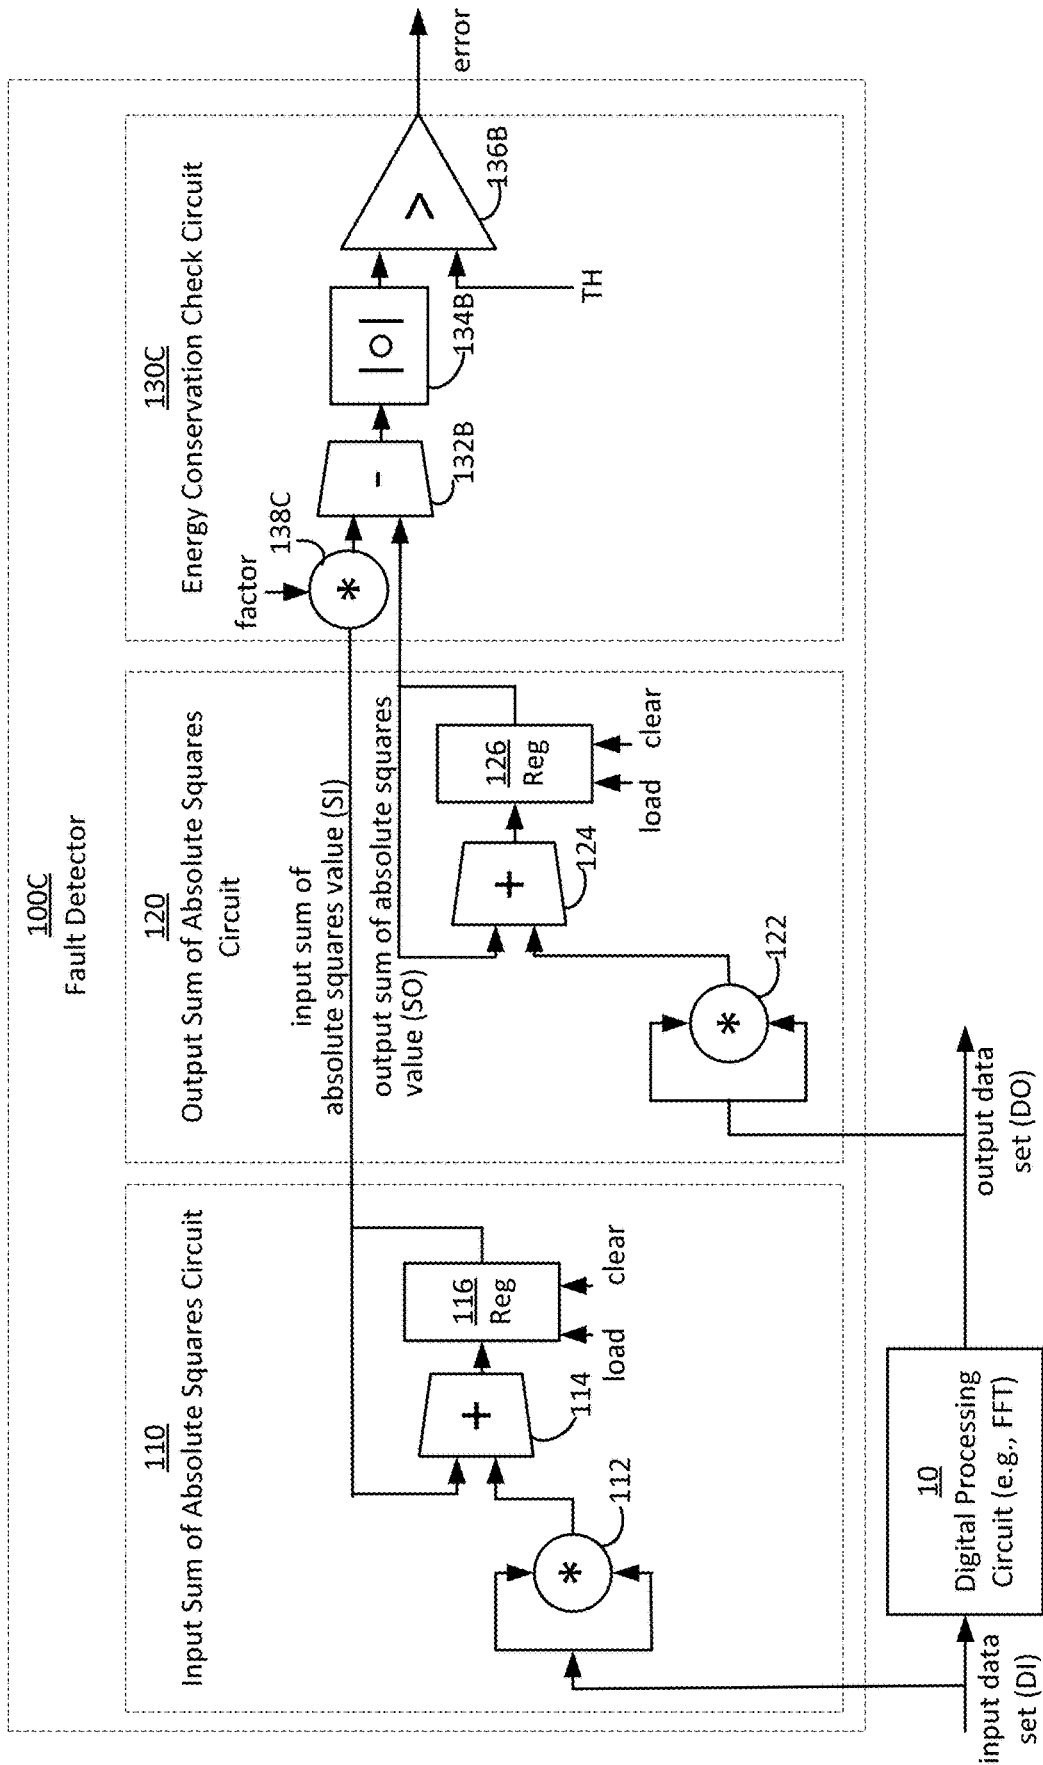 100C
Fault Detector
110
Input Sum of Absolute Squares Circuit
112
*
114
+
116
Reg
load
clear
120
Output Sum of Absolute Squares
Circuit
input sum of
absolute squares value (SI)
output sum of absolute squares
value (SO)
122
*
124
+
126
Reg
load
clear
130C
Energy Conservation Check Circuit
factor
138C
*
132B
-
134B
|O|
136B
>
TH
error
10
Digital Processing
Circuit (e.g., FFT)
input data
set (DI)
output data
set (DO)